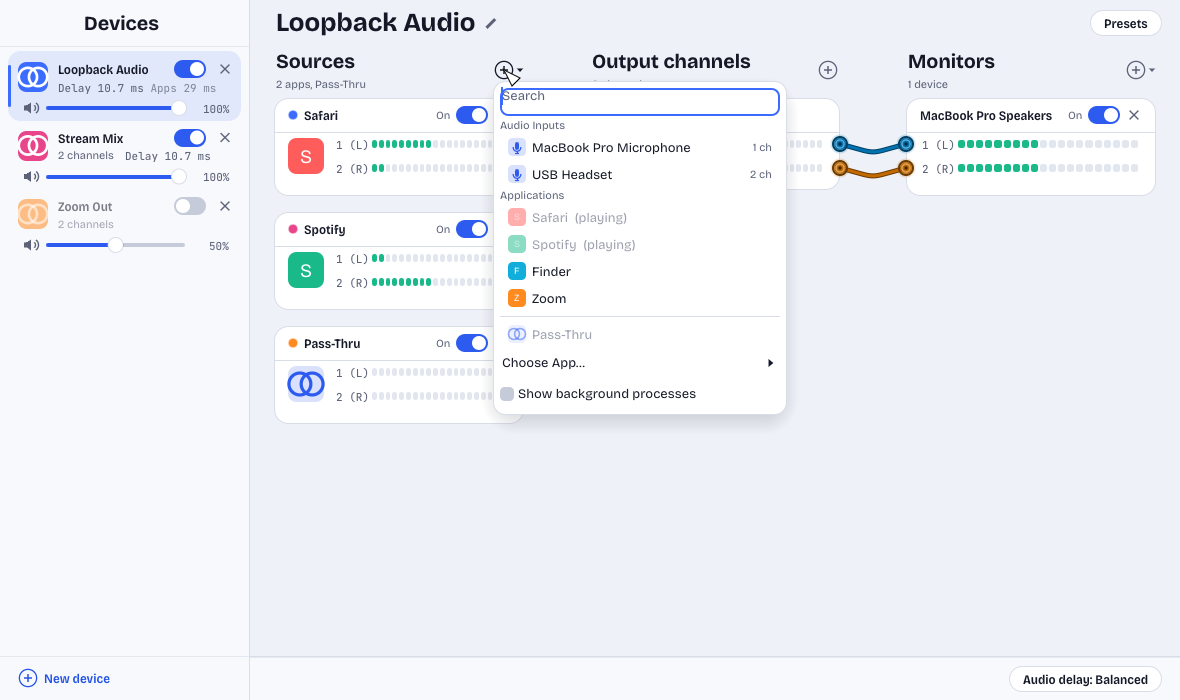 Devices
Loopback Audio
Delay 10.7 ms Apps 29 ms
100%
Stream Mix
2 channels Delay 10.7 ms
100%
Zoom Out
2 channels
50%
New device
Loopback Audio
Presets
Sources
2 apps, Pass-Thru
Output channels
Monitors
1 device
Safari On
S
1 (L)
2 (R)
Spotify On
S
1 (L)
2 (R)
Pass-Thru On
1 (L)
2 (R)
Search
Audio Inputs
MacBook Pro Microphone 1 ch
USB Headset 2 ch
Applications
S Safari (playing)
S Spotify (playing)
F Finder
Z Zoom
Pass-Thru
Choose App...
Show background processes
MacBook Pro Speakers On
1 (L)
2 (R)
Audio delay: Balanced